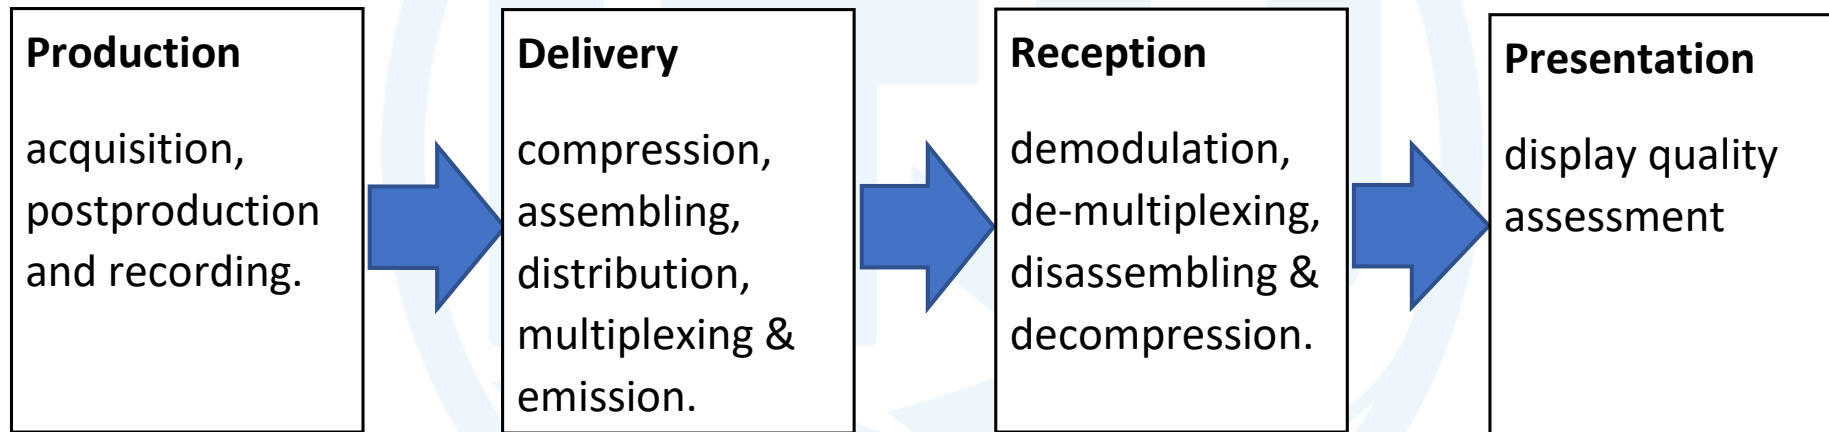 Production
acquisition,
postproduction
and recording.
Delivery
compression,
assembling,
distribution,
multiplexing &
emission.
Reception
demodulation,
de-multiplexing,
disassembling &
decompression.
Presentation
display quality
assessment